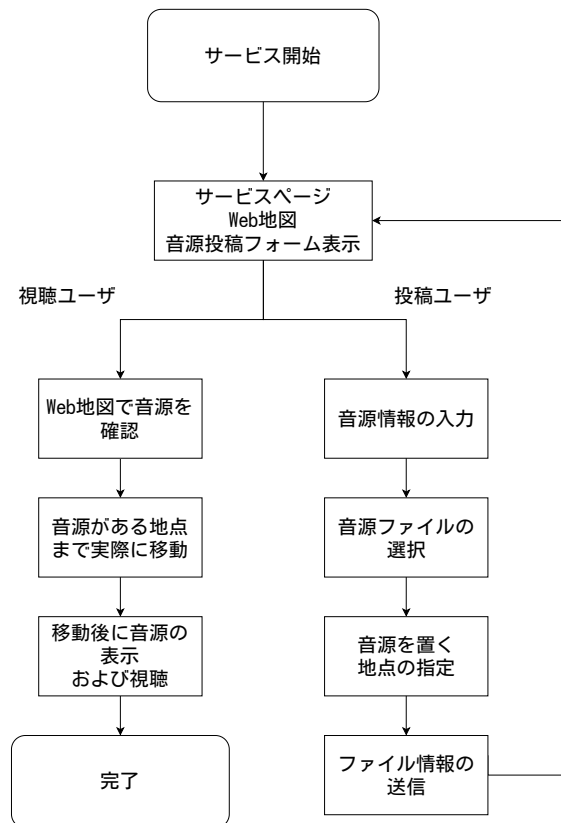 サービス開始
サービスページ
Web地図
音源投稿フォーム表示
視聴ユーザ
投稿ユーザ
Web地図で音源を
確認
音源がある地点
まで実際に移動
移動後に音源の
表示
および視聴
完了
音源情報の入力
音源ファイルの
選択
音源を置く
地点の指定
ファイル情報の
送信